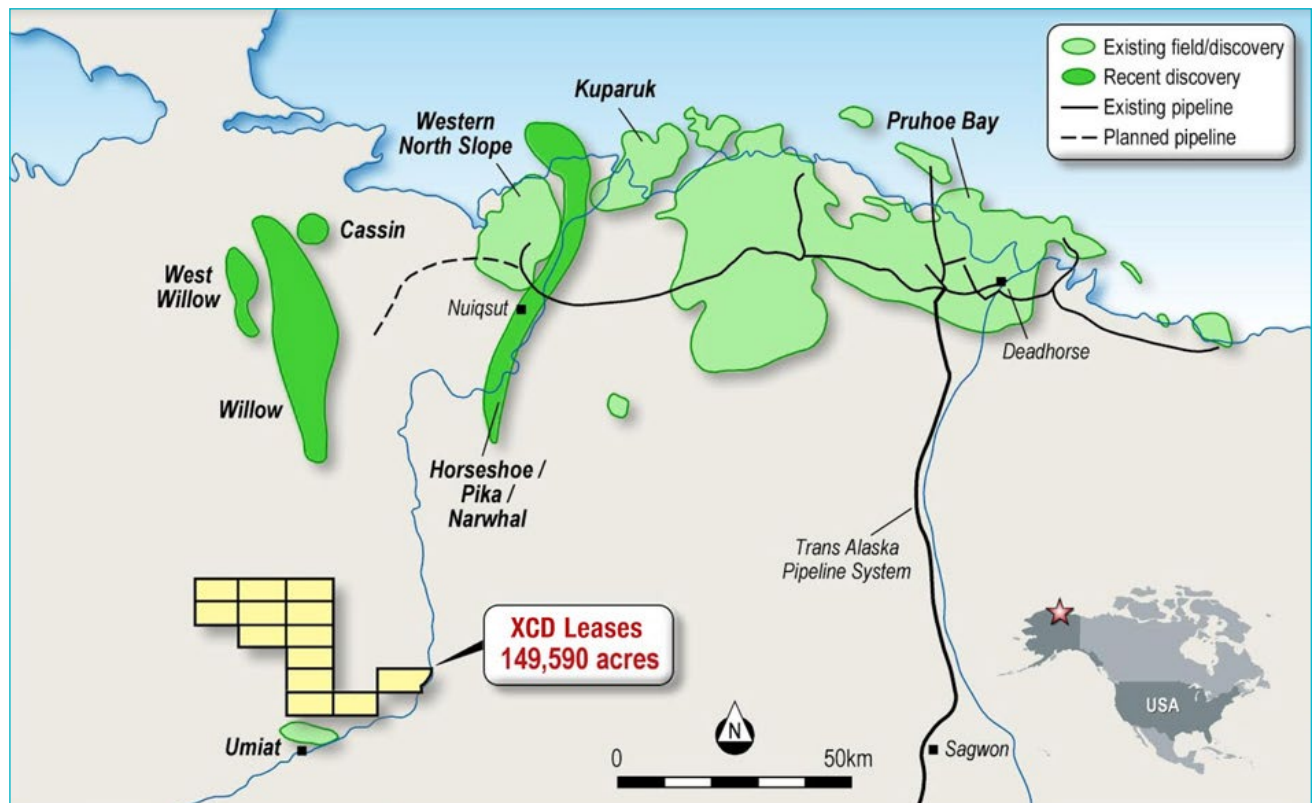 Existing field/discovery
Recent discovery
Existing pipeline
Planned pipeline
Kuparuk
Western
North Slope
Pruhoe Bay
Cassin
West
Willow
Nuiqsut
Deadhorse
Willow
Horseshoe /
Pika /
Narwhal
Trans Alaska
Pipeline System
XCD Leases
149,590 acres
USA
N
Umiat
0 50km
Sagwon